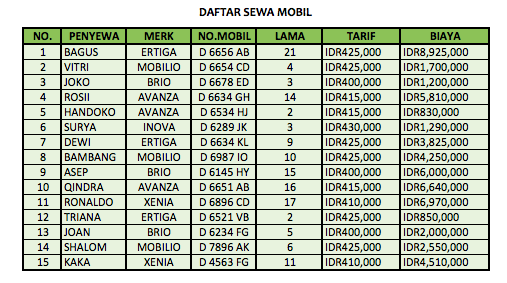 DAFTAR SEWA MOBIL
NO. PENYEWA MERK NO.MOBIL LAMA TARIF BIAYA
1 BAGUS ERTIGA D 6656 AB 21 IDR425,000 IDR8,925,000
2 VITRI MOBILIO D 6654 CD 4 IDR425,000 IDR1,700,000
3 JOKO BRIO D 6678 ED 3 IDR400,000 IDR1,200,000
4 ROSII AVANZA D 6634 GH 14 IDR415,000 IDR5,810,000
5 HANDOKO AVANZA D 6534 HJ 2 IDR415,000 IDR830,000
6 SURYA INOVA D 6289 JK 3 IDR430,000 IDR1,290,000
7 DEWI ERTIGA D 6634 KL 9 IDR425,000 IDR3,825,000
8 BAMBANG MOBILIO D 6987 IO 10 IDR425,000 IDR4,250,000
9 ASEP BRIO D 6145 HY 15 IDR400,000 IDR6,000,000
10 QINDRA AVANZA D 6651 AB 16 IDR415,000 IDR6,640,000
11 RONALDO XENIA D 6896 CD 17 IDR410,000 IDR6,970,000
12 TRIANA ERTIGA D 6521 VB 2 IDR425,000 IDR850,000
13 JOAN BRIO D 6234 FG 5 IDR400,000 IDR2,000,000
14 SHALOM MOBILIO D 7896 AK 6 IDR425,000 IDR2,550,000
15 KAKA XENIA D 4563 FG 11 IDR410,000 IDR4,510,000